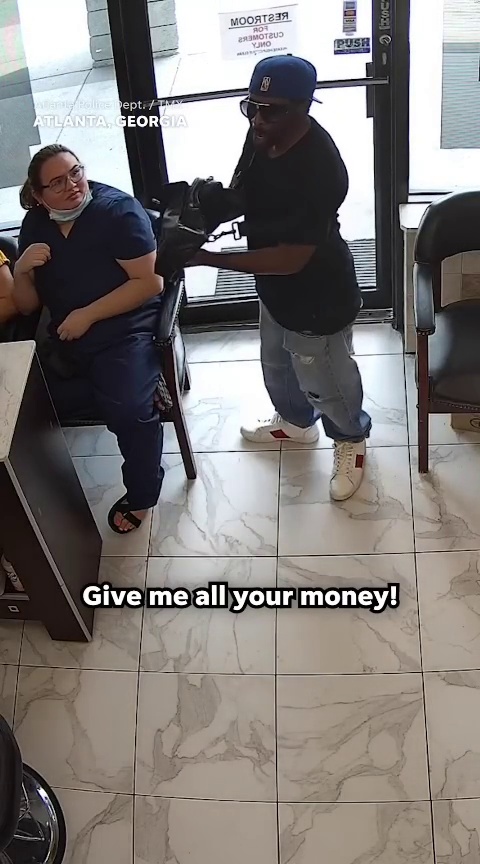 RESTROOM
FOR
CUSTOMERS
ONLY
PUSH
PUSH
Atlanta Police Dept. / TMX
ATLANTA, GEORGIA
Give me all your money!